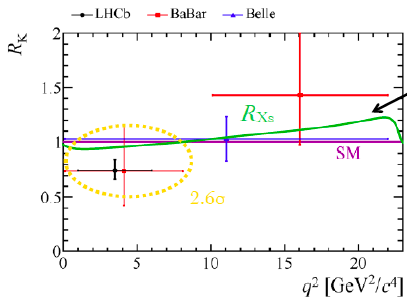 LHCb BaBar Belle
R_K
2
1.5
1
0.5
0
R_Xs
SM
2.6σ
0 5 10 15 20
q² [GeV²/c⁴]